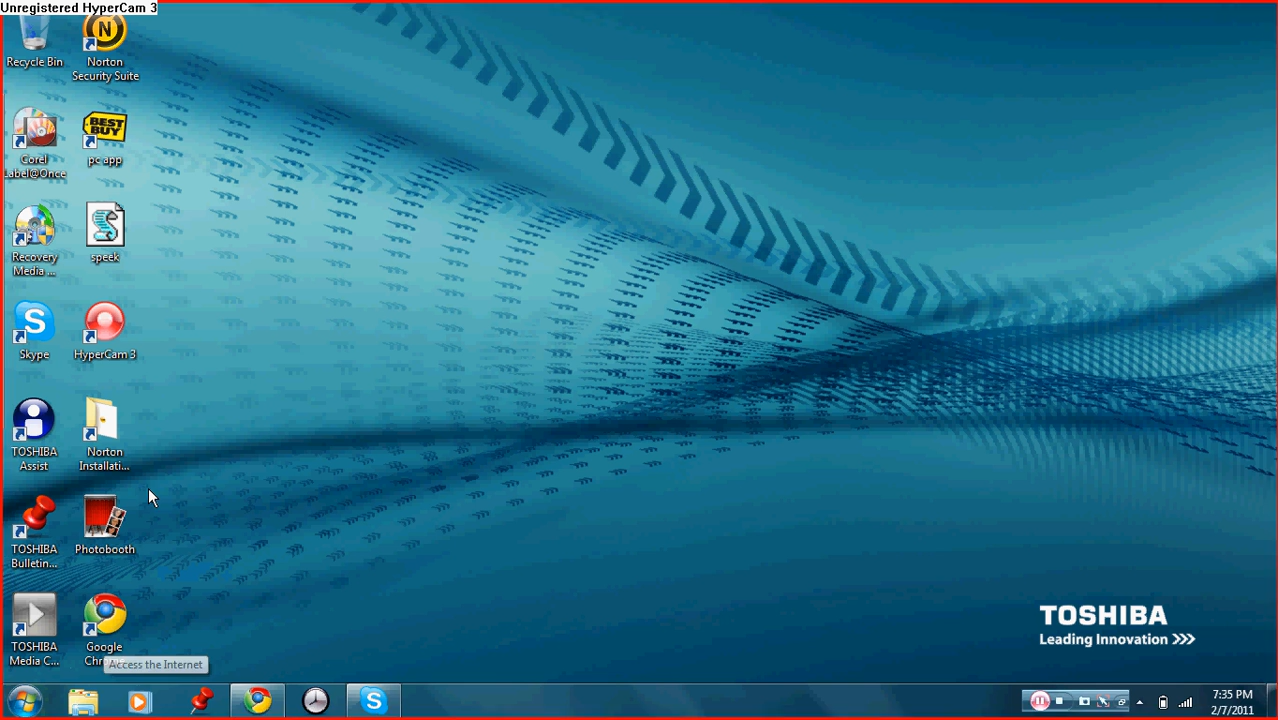 Unregistered HyperCam 3
Recycle Bin
Norton
Security Suite
Corel
Label@Once
BEST
BUY
pc app
Recovery
Media ...
speek
Skype
HyperCam 3
TOSHIBA
Assist
Norton
Installati...
TOSHIBA
Bulletin...
Photobooth
TOSHIBA
Media C...
Google
Access the Internet
TOSHIBA
Leading Innovation >>>
7:35 PM
2/7/2011